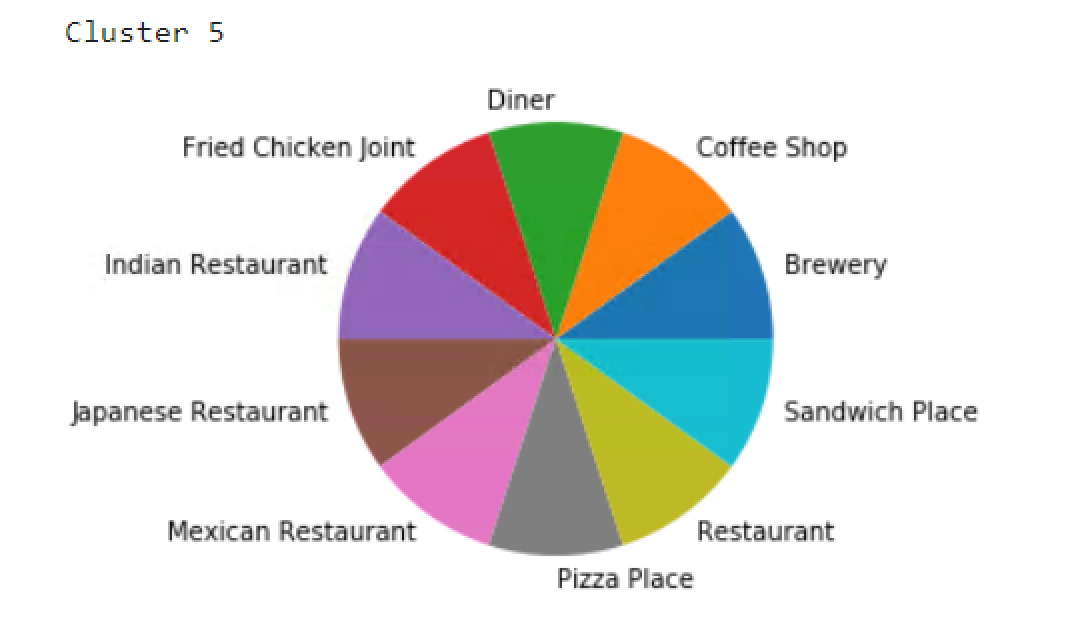 Cluster 5
Diner
Fried Chicken Joint
Coffee Shop
Indian Restaurant
Brewery
Japanese Restaurant
Sandwich Place
Mexican Restaurant
Restaurant
Pizza Place